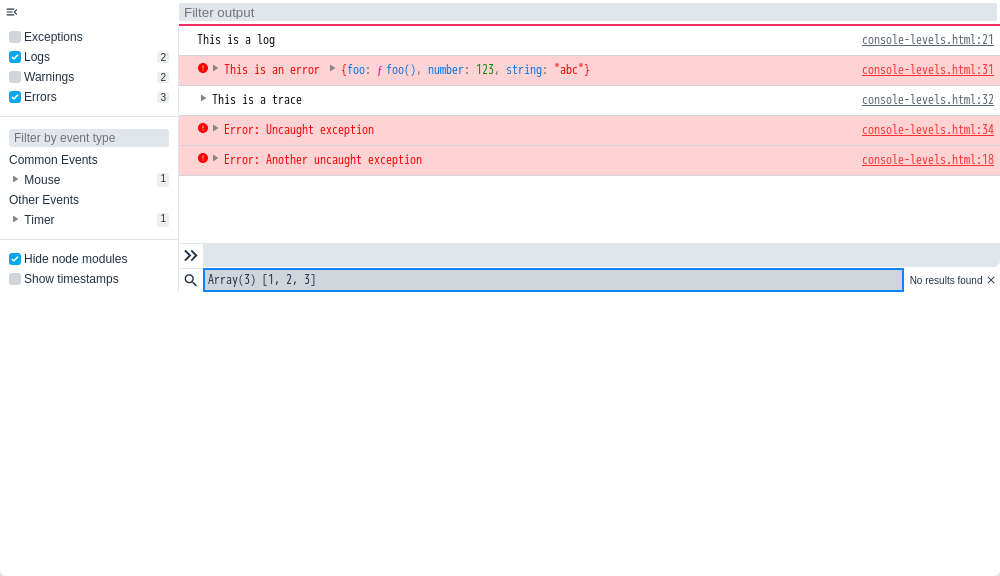 Filter output
Exceptions
Logs 2
Warnings 2
Errors 3
Filter by event type
Common Events
Mouse 1
Other Events
Timer 1
Hide node modules
Show timestamps
This is a log console-levels.html:21
This is an error {foo: ƒ foo(), number: 123, string: "abc"} console-levels.html:31
This is a trace console-levels.html:32
Error: Uncaught exception console-levels.html:34
Error: Another uncaught exception console-levels.html:18
Array(3) [1, 2, 3] No results found